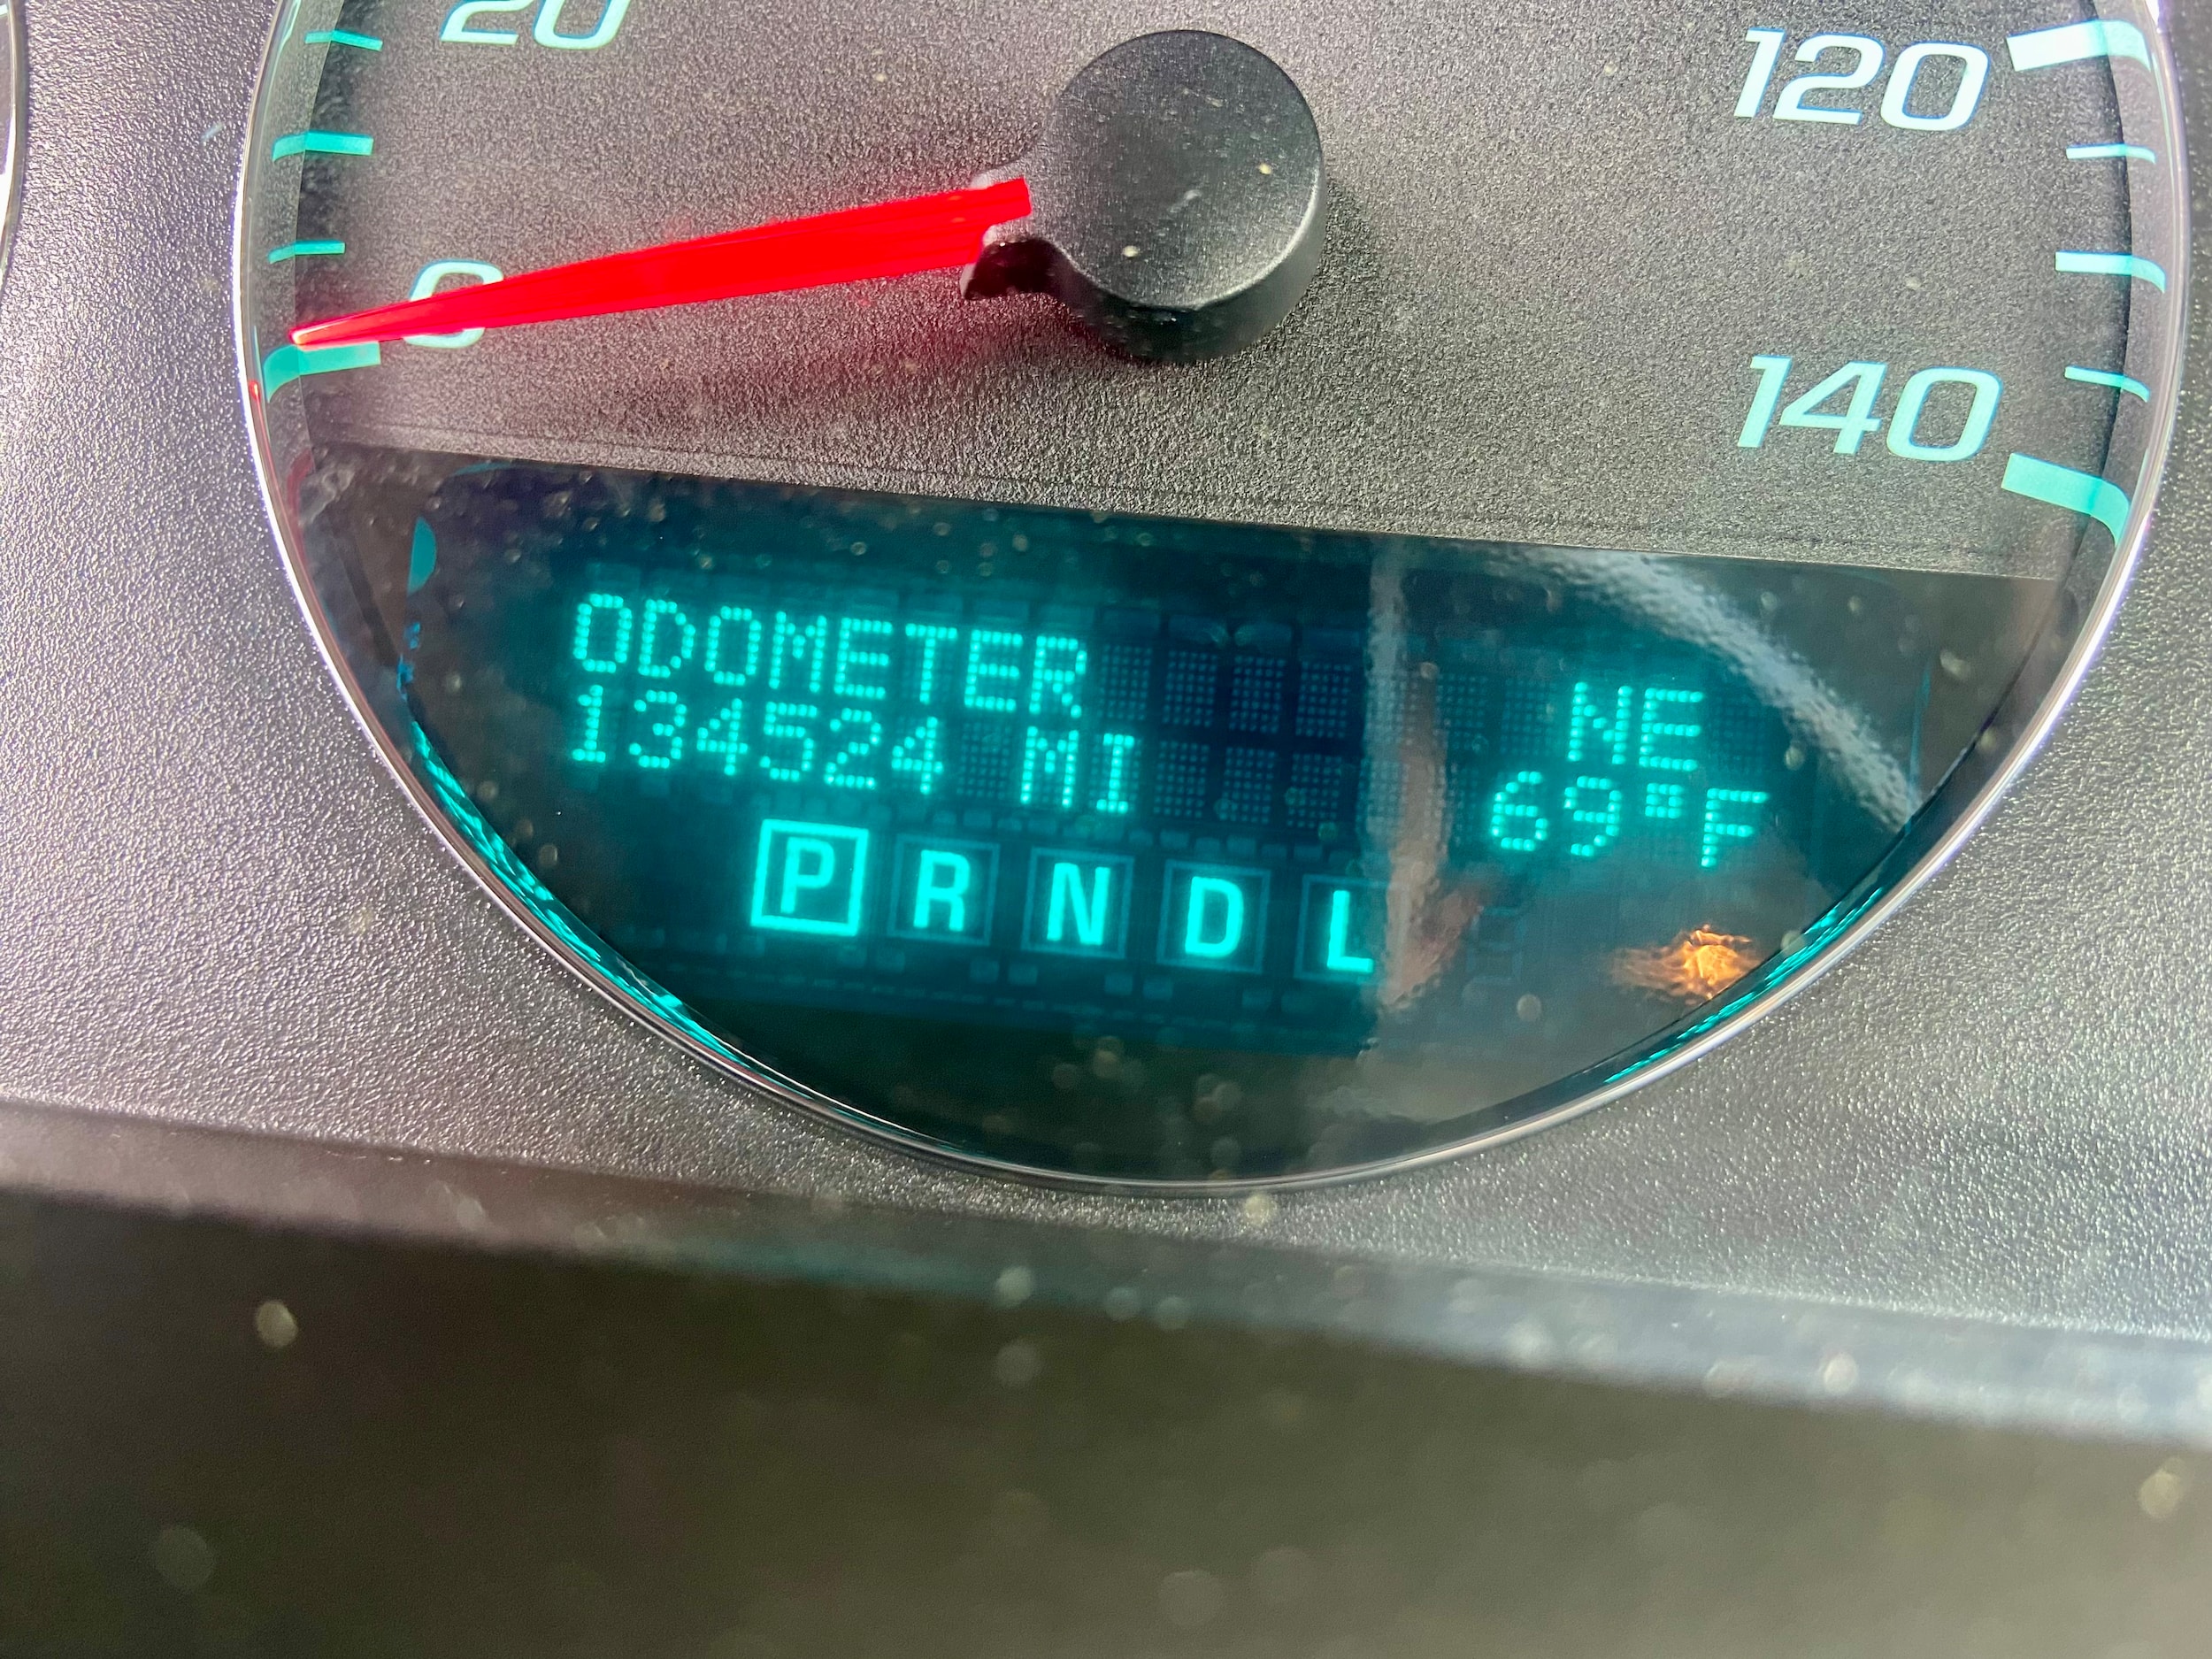 20
120
0
140
ODOMETER
134524 MI
NE
69°F
P R N D L